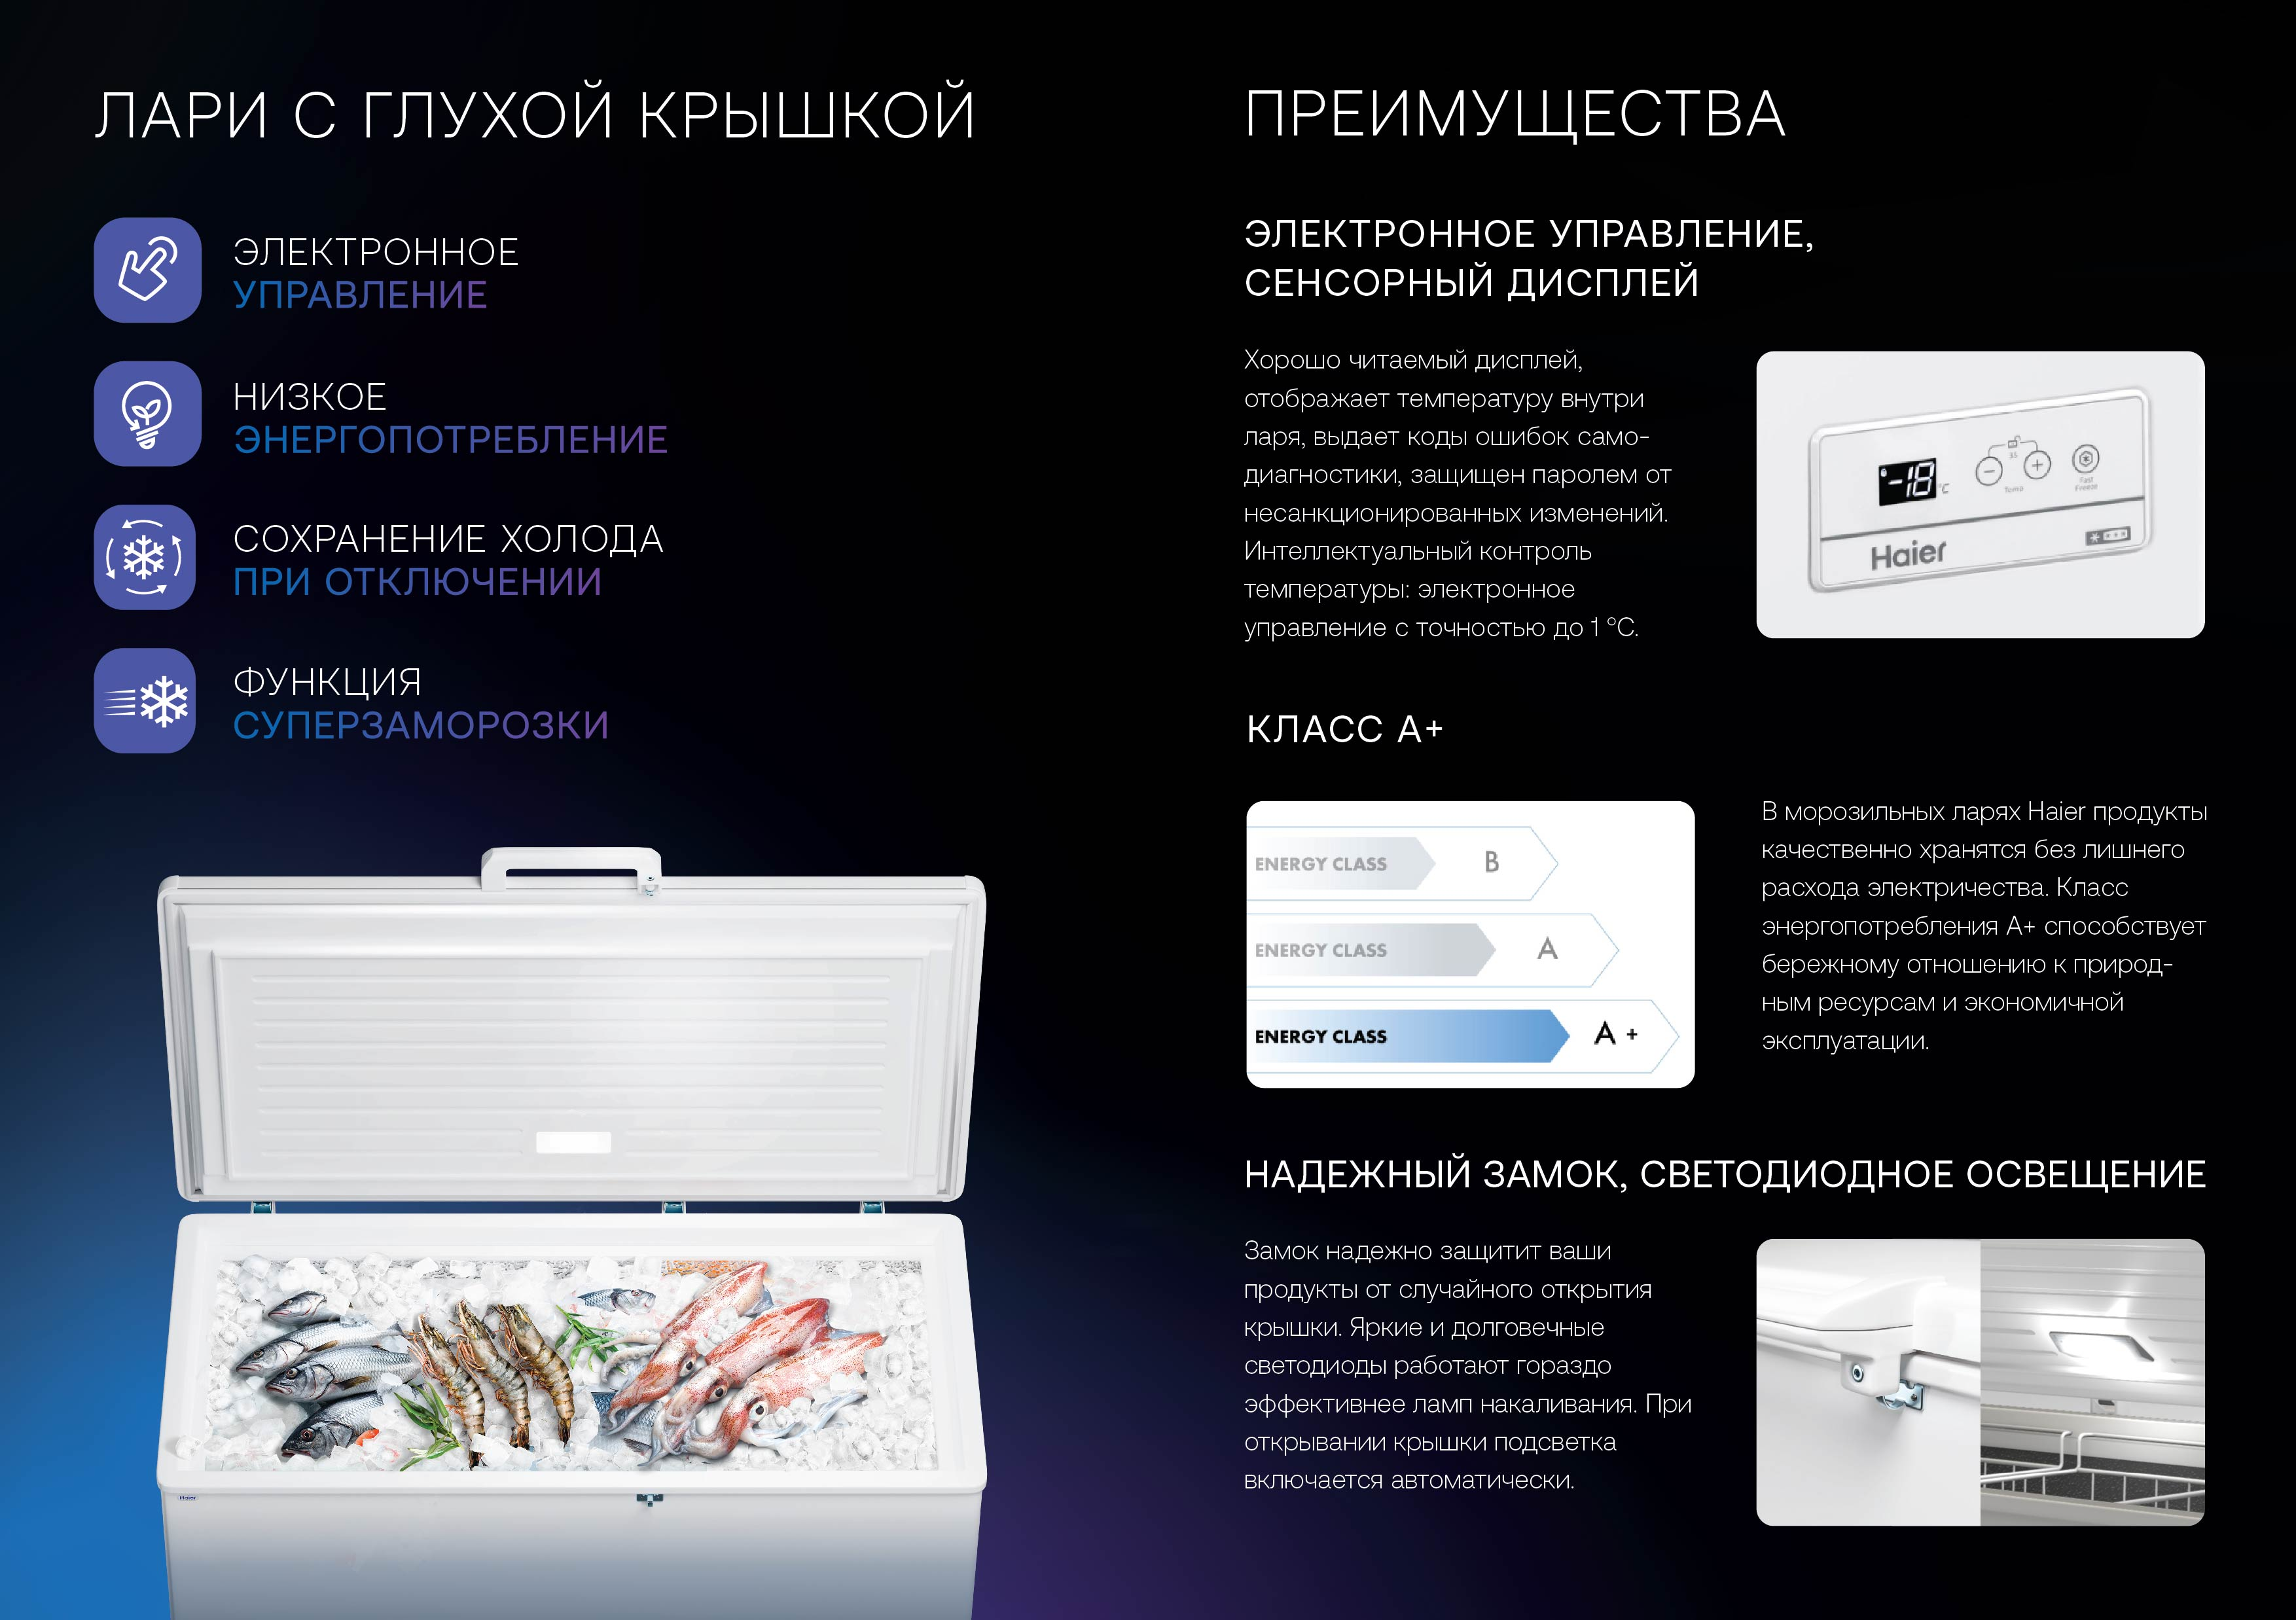 ЛАРИ С ГЛУХОЙ КРЫШКОЙ
ЭЛЕКТРОННОЕ
УПРАВЛЕНИЕ
НИЗКОЕ
ЭНЕРГОПОТРЕБЛЕНИЕ
СОХРАНЕНИЕ ХОЛОДА
ПРИ ОТКЛЮЧЕНИИ
ФУНКЦИЯ
СУПЕРЗАМОРОЗКИ
Haier
ПРЕИМУЩЕСТВА
ЭЛЕКТРОННОЕ УПРАВЛЕНИЕ,
СЕНСОРНЫЙ ДИСПЛЕЙ
Хорошо читаемый дисплей,
отображает температуру внутри
ларя, выдает коды ошибок само-
диагностики, защищен паролем от
несанкционированных изменений.
Интеллектуальный контроль
температуры: электронное
управление с точностью до 1 °С.
-18 °C
3S
Temp
Fast
Freeze
Haier
КЛАСС А+
ENERGY CLASS B
ENERGY CLASS A
ENERGY CLASS A +
В морозильных ларях Haier продукты
качественно хранятся без лишнего
расхода электричества. Класс
энергопотребления А+ способствует
бережному отношению к природ-
ным ресурсам и экономичной
эксплуатации.
НАДЕЖНЫЙ ЗАМОК, СВЕТОДИОДНОЕ ОСВЕЩЕНИЕ
Замок надежно защитит ваши
продукты от случайного открытия
крышки. Яркие и долговечные
светодиоды работают гораздо
эффективнее ламп накаливания. При
открывании крышки подсветка
включается автоматически.